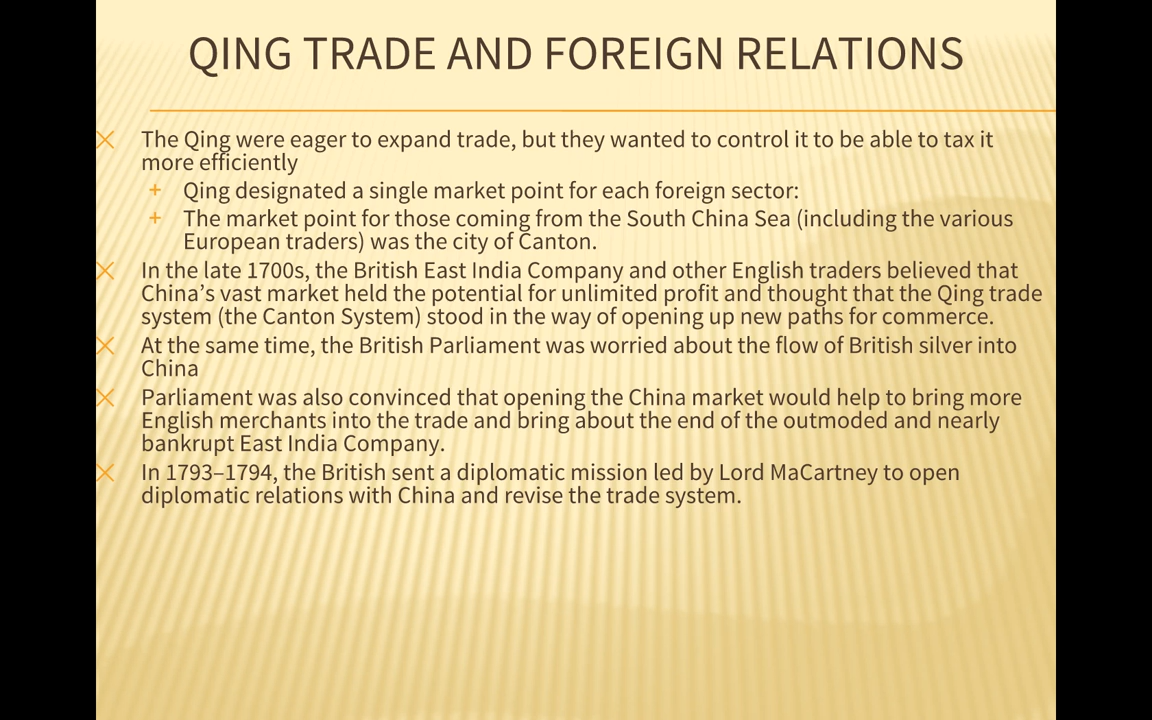 QING TRADE AND FOREIGN RELATIONS
The Qing were eager to expand trade, but they wanted to control it to be able to tax it
more efficiently
Qing designated a single market point for each foreign sector:
The market point for those coming from the South China Sea (including the various
European traders) was the city of Canton.
In the late 1700s, the British East India Company and other English traders believed that
China’s vast market held the potential for unlimited profit and thought that the Qing trade
system (the Canton System) stood in the way of opening up new paths for commerce.
At the same time, the British Parliament was worried about the flow of British silver into
China
Parliament was also convinced that opening the China market would help to bring more
English merchants into the trade and bring about the end of the outmoded and nearly
bankrupt East India Company.
In 1793–1794, the British sent a diplomatic mission led by Lord MaCartney to open
diplomatic relations with China and revise the trade system.